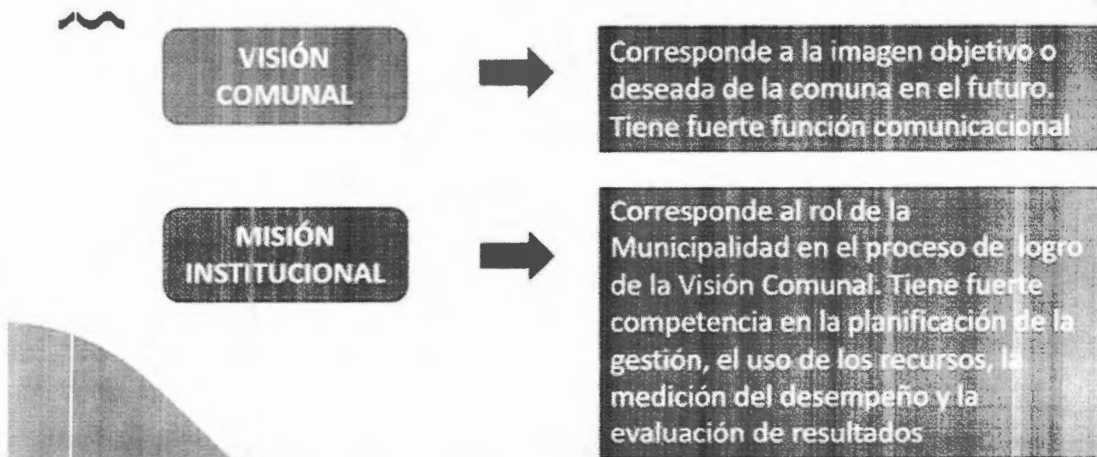 VISIÓN
COMUNAL
Corresponde a la imagen objetivo o
deseada de la comuna en el futuro.
Tiene fuerte función comunicacional
MISIÓN
INSTITUCIONAL
Corresponde al rol de la
Municipalidad en el proceso de logro
de la Visión Comunal. Tiene fuerte
competencia en la planificación de la
gestión, el uso de los recursos, la
medición del desempeño y la
evaluación de resultados